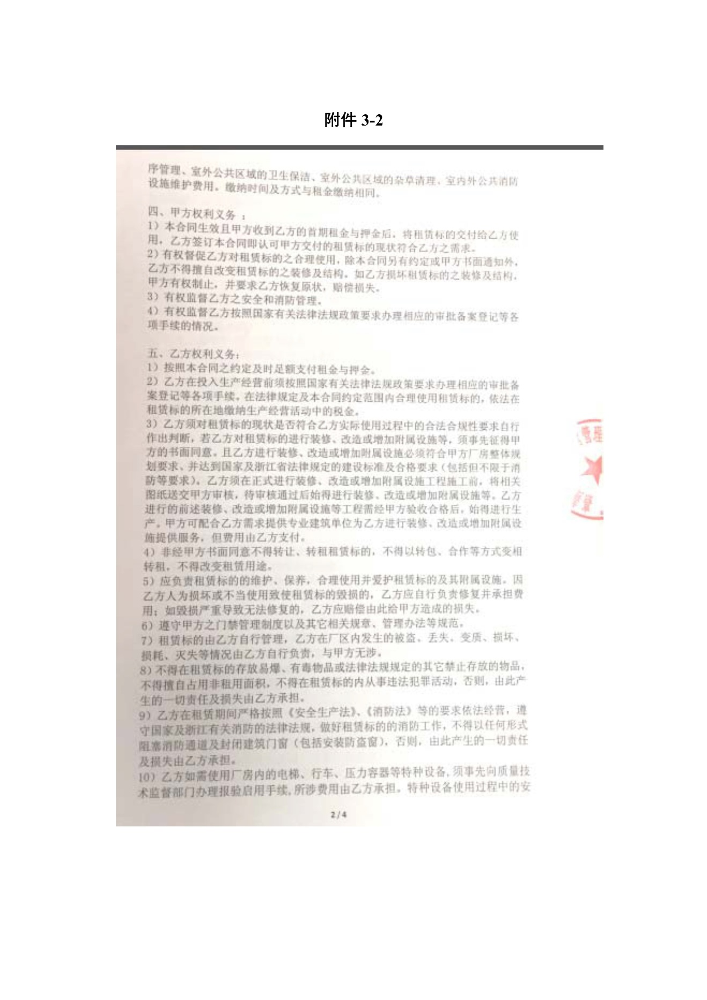 附件 3-2
序管理、室外公共区域的卫生保洁、室外公共区域的杂草清理、室内外公共消防
设施维护费用。缴纳时间及方式与租金缴纳相同。
四、甲方权利义务：
1）本合同生效且甲方收到乙方的首期租金与押金后，将租赁标的交付给乙方使
用，乙方签订本合同即认可甲方交付的租赁标的现状符合乙方之需求。
2）有权督促乙方对租赁标的之合理使用，除本合同另有约定或甲方书面通知外，
乙方不得擅自改变租赁标的之装修及结构。如乙方损坏租赁标的之装修及结构，
甲方有权制止，并要求乙方恢复原状，赔偿损失。
3）有权监督乙方之安全和消防管理。
4）有权监督乙方按照国家有关法律法规政策要求办理相应的审批备案登记等各
项手续的情况。
五、乙方权利义务：
1）按照本合同之约定及时足额支付租金与押金。
2）乙方在投入生产经营前须按照国家有关法律法规政策要求办理相应的审批备
案登记等各项手续。在法律规定及本合同约定范围内合理使用租赁标的，依法在
租赁标的所在地缴纳生产经营活动中的税金。
3）乙方须对租赁标的现状是否符合乙方实际使用过程中的合法合规性要求自行
作出判断，若乙方对租赁标的进行装修、改造或增加附属设施等，须事先征得甲
方的书面同意。且乙方进行装修、改造或增加附属设施必须符合甲方厂房整体规
划要求、并达到国家及浙江省法律规定的建设标准及合格要求（包括但不限于消
防等要求）。乙方须在正式进行装修、改造或增加附属设施工程施工前，将相关
图纸送交甲方审核，待审核通过后始得进行装修、改造或增加附属设施等。乙方
进行的前述装修、改造或增加附属设施等工程需经甲方验收合格后，始得进行生
产。甲方可配合乙方需求提供专业建筑单位为乙方进行装修、改造或增加附属设
施提供服务，但费用由乙方支付。
4）非经甲方书面同意不得转让、转租租赁标的，不得以转包、合作等方式变相
转租，不得改变租赁用途。
5）应负责租赁标的的维护、保养，合理使用并爱护租赁标的及其附属设施。因
乙方人为损坏或不当使用致使租赁标的毁损的，乙方应自行负责修复并承担费
用；如毁损严重导致无法修复的，乙方应赔偿由此给甲方造成的损失。
6）遵守甲方之门禁管理制度以及其它相关规章、管理办法等规范。
7）租赁标的由乙方自行管理，乙方在厂区内发生的被盗、丢失、变质、损坏、
损耗、灭失等情况由乙方自行负责，与甲方无涉。
8）不得在租赁标的存放易爆、有毒物品或法律法规规定的其它禁止存放的物品，
不得擅自占用非租用面积，不得在租赁标的内从事违法犯罪活动，否则，由此产
生的一切责任及损失由乙方承担。
9）乙方在租赁期间严格按照《安全生产法》、《消防法》等的要求依法经营，遵
守国家及浙江有关消防的法律法规，做好租赁标的的消防工作，不得以任何形式
阻塞消防通道及封闭建筑门窗（包括安装防盗窗），否则，由此产生的一切责任
及损失由乙方承担。
10）乙方如需使用厂房内的电梯、行车、压力容器等特种设备，须事先向质量技
术监督部门办理报验启用手续，所涉费用由乙方承担。特种设备使用过程中的安
2/4
管理